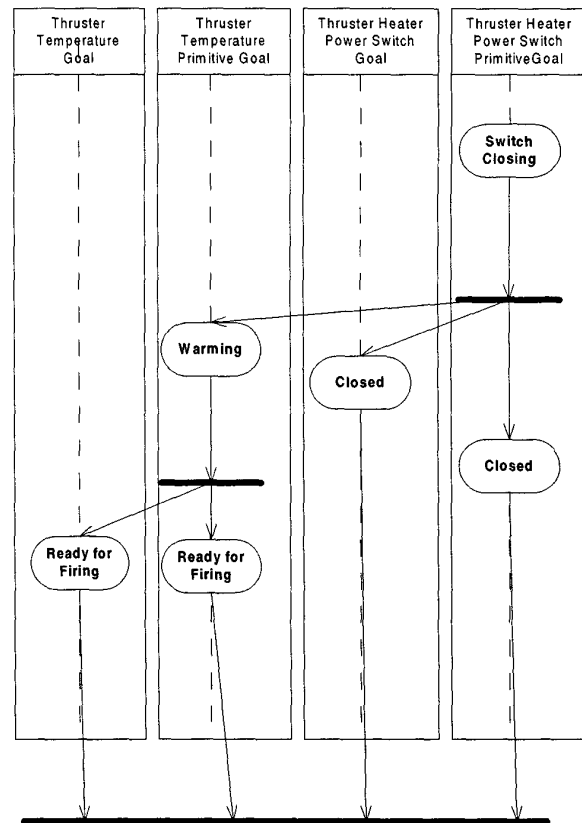 Thruster
Temperature
Goal
Thruster
Temperature
Primitive Goal
Thruster Heater
Power Switch
Goal
Thruster Heater
Power Switch
PrimitiveGoal
Switch
Closing
Warming
Closed
Closed
Ready for
Firing
Ready for
Firing